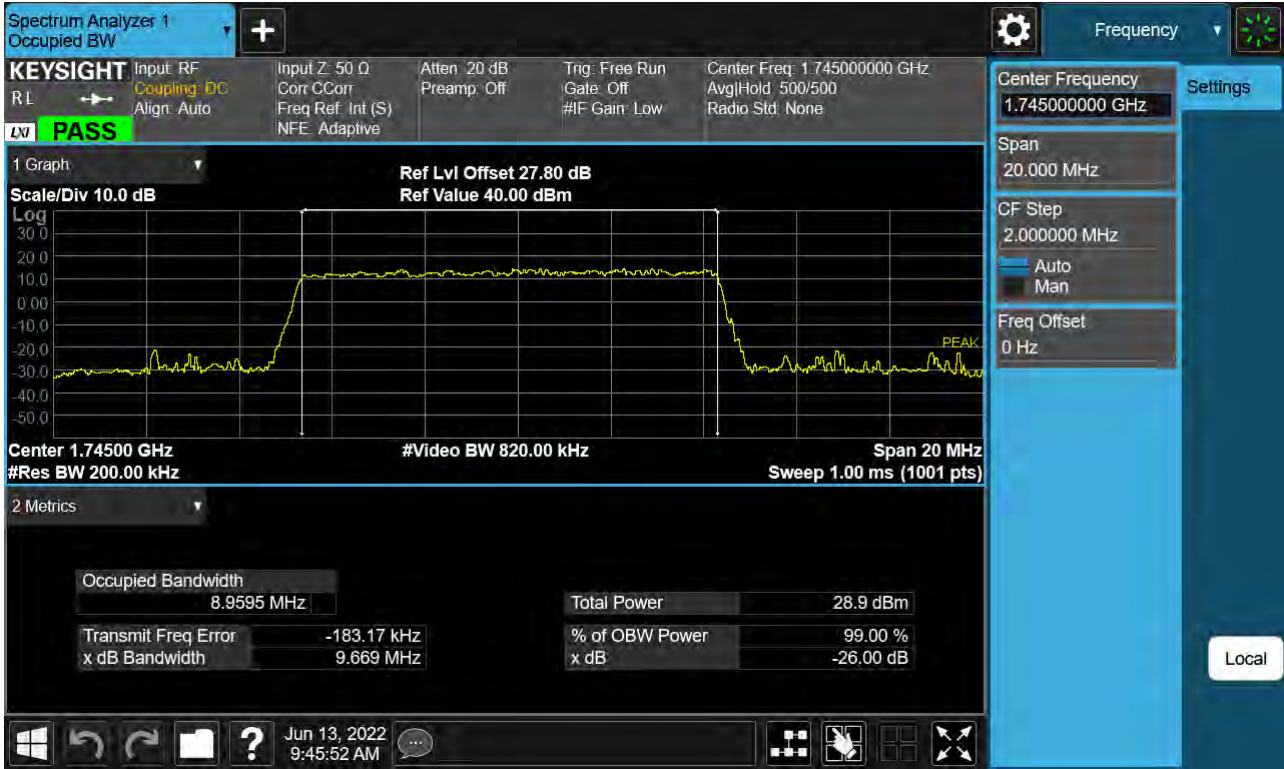 Spectrum Analyzer 1
Occupied BW
Frequency
KEYSIGHT
R L
LXI
PASS
Input: RF
Coupling: DC
Align: Auto
Input Z: 50 Ω
Corr CCorr
Freq Ref: Int (S)
NFE: Adaptive
Atten: 20 dB
Preamp: Off
Trig: Free Run
Gate: Off
#IF Gain: Low
Center Freq: 1.745000000 GHz
Avg|Hold: 500/500
Radio Std: None
Center Frequency
1.745000000 GHz
Settings
Span
20.000 MHz
CF Step
2.000000 MHz
Auto
Man
Freq Offset
0 Hz
Local
1 Graph
Scale/Div 10.0 dB
Ref Lvl Offset 27.80 dB
Ref Value 40.00 dBm
Log
30.0
20.0
10.0
0.00
-10.0
-20.0
-30.0
-40.0
-50.0
PEAK
Center 1.74500 GHz
#Video BW 820.00 kHz
Span 20 MHz
#Res BW 200.00 kHz
Sweep 1.00 ms (1001 pts)
2 Metrics
Occupied Bandwidth
8.9595 MHz
Total Power 28.9 dBm
Transmit Freq Error -183.17 kHz
% of OBW Power 99.00 %
x dB Bandwidth 9.669 MHz
x dB -26.00 dB
?
Jun 13, 2022
9:45:52 AM